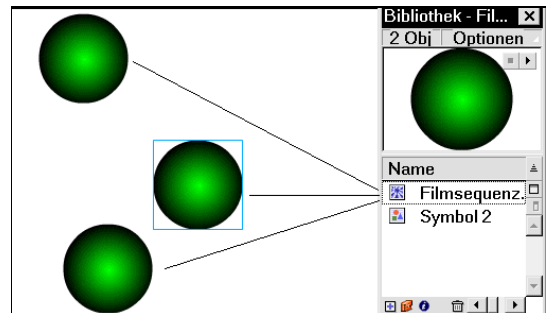 Bibliothek - Fil...
2 Obj Optionen
Name
Filmsequenz.
Symbol 2